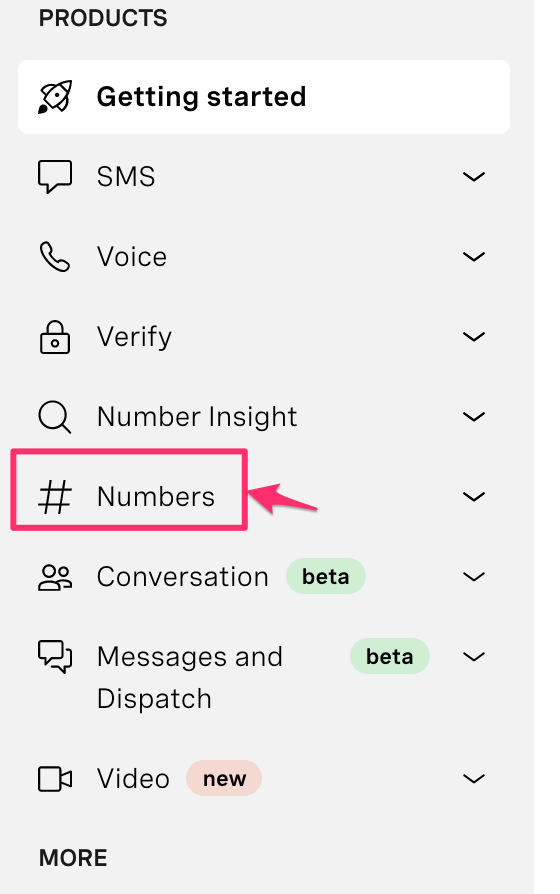 PRODUCTS
Getting started
SMS
Voice
Verify
Number Insight
Numbers
Conversation beta
Messages and beta
Dispatch
Video new
MORE